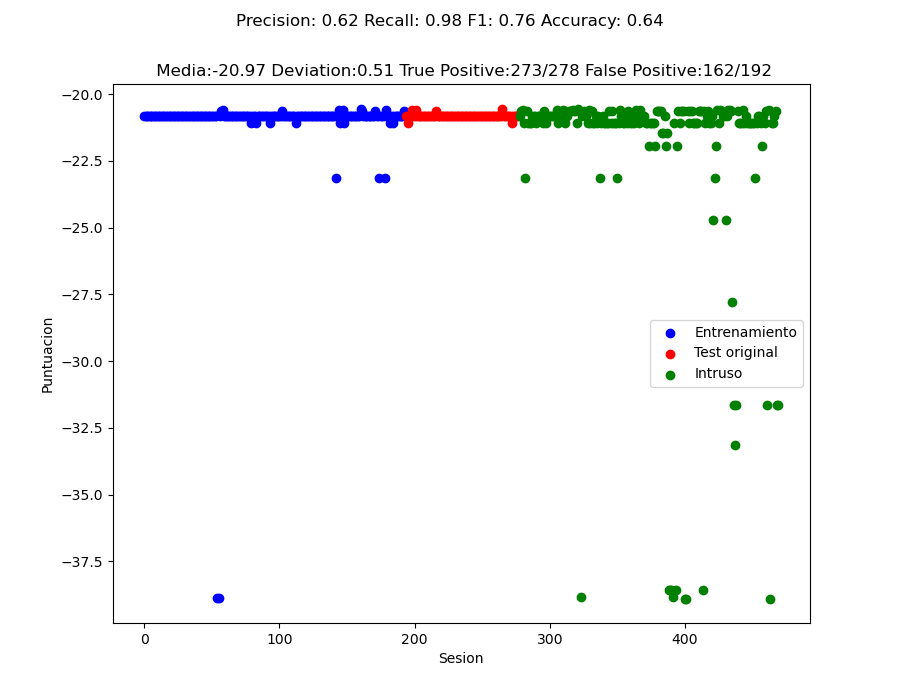 Precision: 0.62 Recall: 0.98 F1: 0.76 Accuracy: 0.64
Media:-20.97 Deviation:0.51 True Positive:273/278 False Positive:162/192
−20.0
−22.5
−25.0
−27.5
−30.0
−32.5
−35.0
−37.5
Puntuacion
Entrenamiento
Test original
Intruso
0 100 200 300 400
Sesion